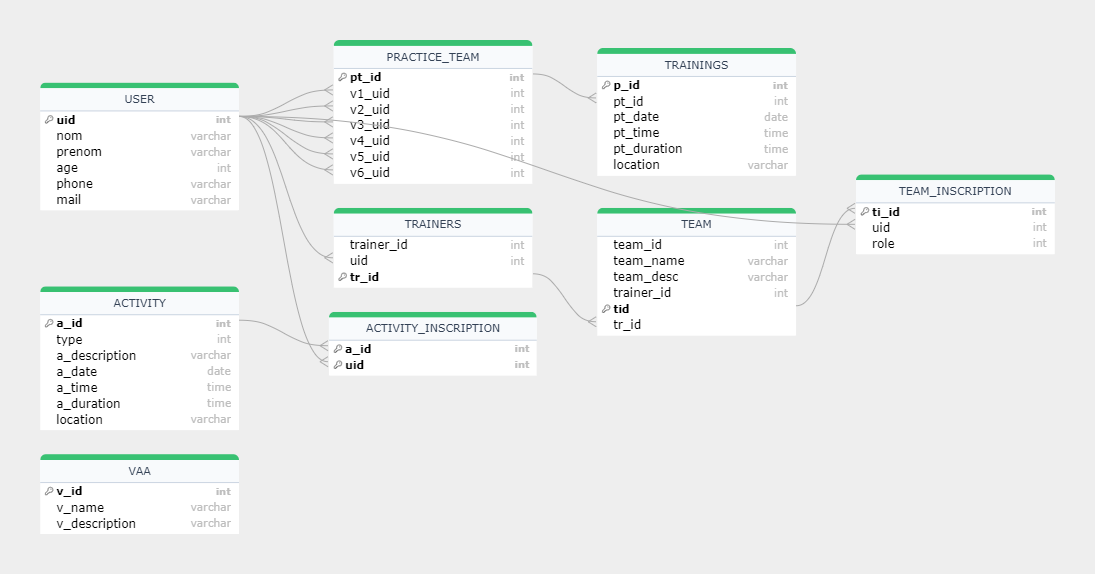 USER
uid int
nom varchar
prenom varchar
age int
phone varchar
mail varchar
PRACTICE_TEAM
pt_id int
v1_uid int
v2_uid int
v3_uid int
v4_uid int
v5_uid int
v6_uid int
TRAININGS
p_id int
pt_id int
pt_date date
pt_time time
pt_duration time
location varchar
TEAM_INSCRIPTION
ti_id int
uid int
role int
TRAINERS
trainer_id int
uid int
tr_id
TEAM
team_id int
team_name varchar
team_desc varchar
trainer_id int
tid
tr_id
ACTIVITY
a_id int
type int
a_description varchar
a_date date
a_time time
a_duration time
location varchar
ACTIVITY_INSCRIPTION
a_id int
uid int
VAA
v_id int
v_name varchar
v_description varchar